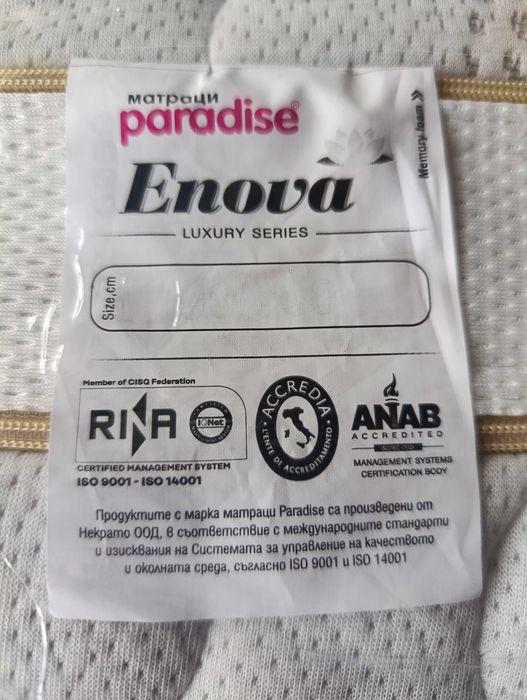 матраци
paradise®
Memory foam »
Enova
LUXURY SERIES
Size,cm
Member of CISQ Federation
RINA
IQNet
CERTIFIED MANAGEMENT SYSTEM
ISO 9001 - ISO 14001
ACCREDIA
L'ENTE DI ACCREDITAMENTO
ANAB
ACCREDITED
MANAGEMENT SYSTEMS
CERTIFICATION BODY
Продуктите с марка матраци Paradise са произведени от
Некрато ООД, в съответствие с международните стандарти
и изисквания на Системата за управление на качеството
и околната среда, съгласно ISO 9001 и ISO 14001